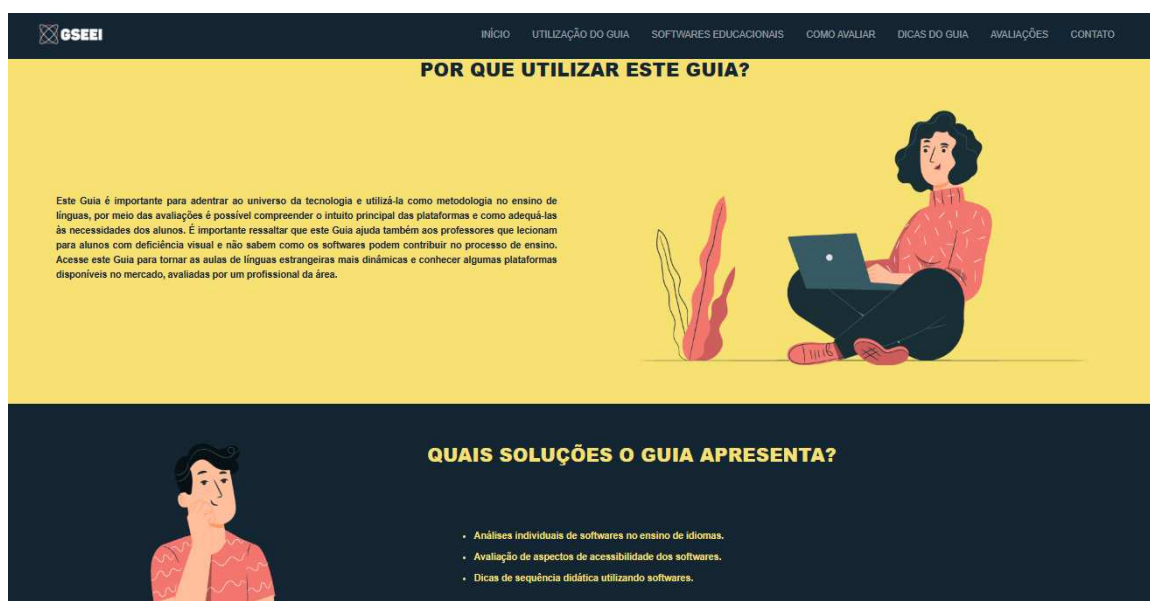 GSEEI
INÍCIO UTILIZAÇÃO DO GUIA SOFTWARES EDUCACIONAIS COMO AVALIAR DICAS DO GUIA AVALIAÇÕES CONTATO
POR QUE UTILIZAR ESTE GUIA?
Este Guia é importante para adentrar ao universo da tecnologia e utilizá-la como metodologia no ensino de
línguas, por meio das avaliações é possível compreender o intuito principal das plataformas e como adequá-las
às necessidades dos alunos. É importante ressaltar que este Guia ajuda também aos professores que lecionam
para alunos com deficiência visual e não sabem como os softwares podem contribuir no processo de ensino.
Acesse este Guia para tornar as aulas de línguas estrangeiras mais dinâmicas e conhecer algumas plataformas
disponíveis no mercado, avaliadas por um profissional da área.
QUAIS SOLUÇÕES O GUIA APRESENTA?
• Análises individuais de softwares no ensino de idiomas.
• Avaliação de aspectos de acessibilidade dos softwares.
• Dicas de sequência didática utilizando softwares.